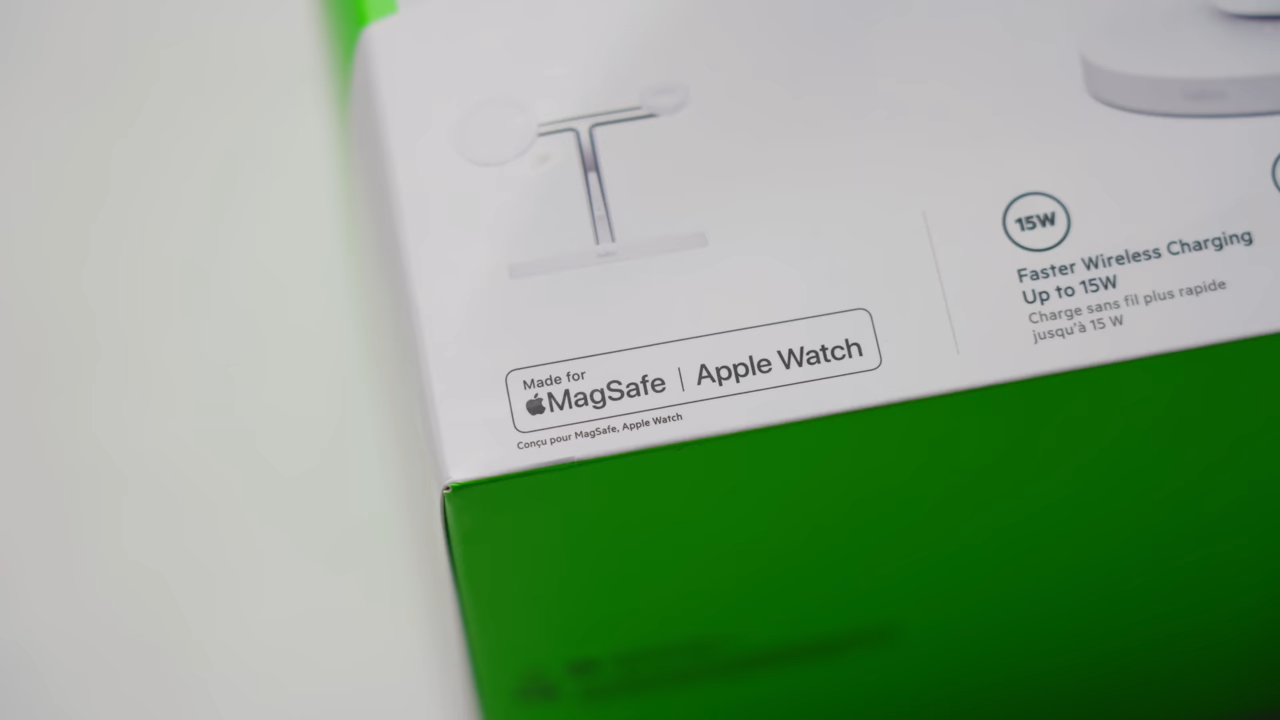 Made for
MagSafe | Apple Watch
Conçu pour MagSafe, Apple Watch
15W
Faster Wireless Charging
Up to 15W
Charge sans fil plus rapide
jusqu'à 15 W